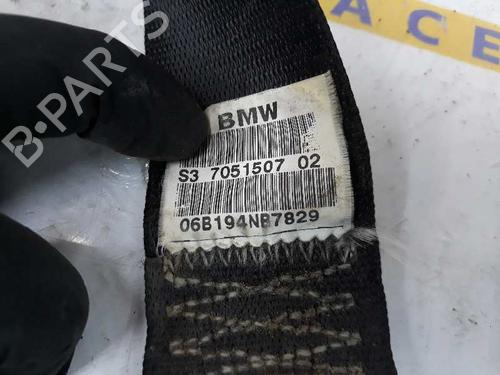 ACE
BMW
S3 7051507 02
06B194NB7829
B-PARTS